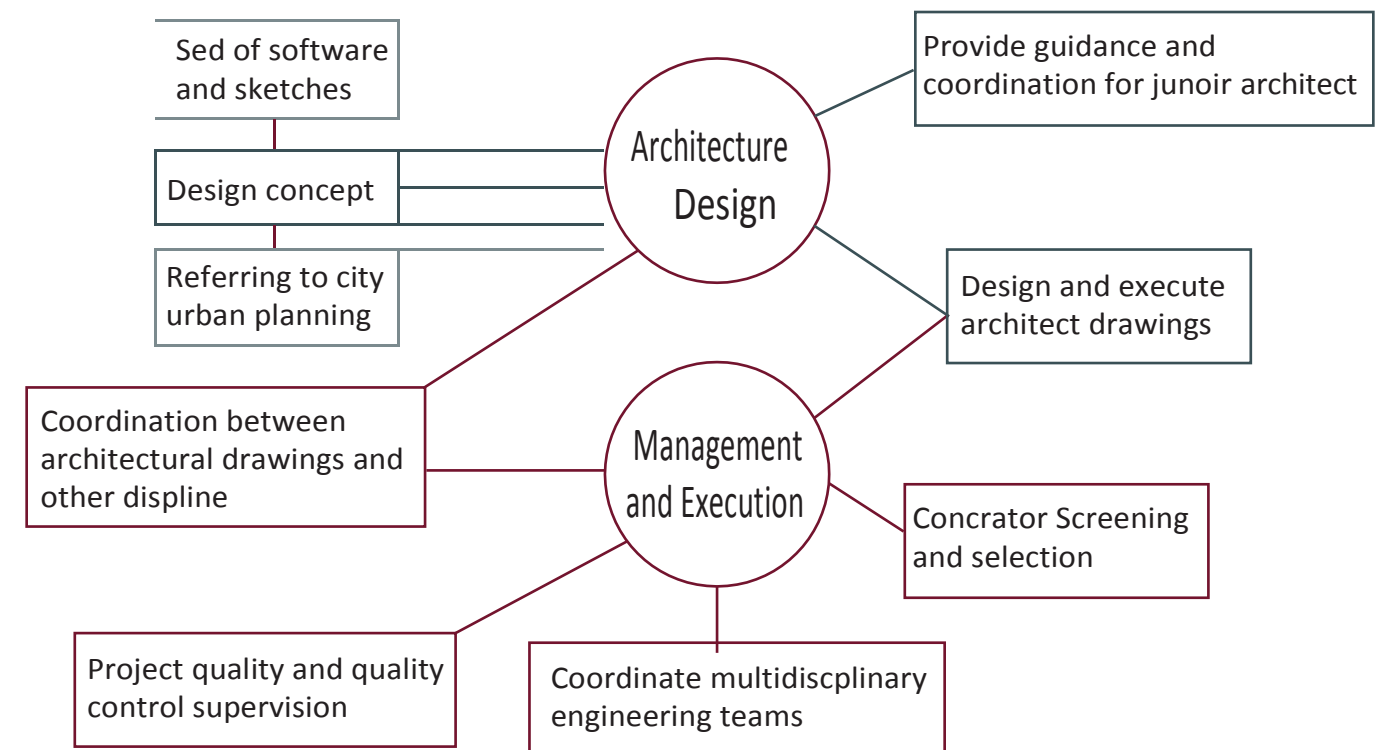 Sed of software
and sketches
Design concept
Referring to city
urban planning
Architecture
Design
Provide guidance and
coordination for junoir architect
Design and execute
architect drawings
Coordination between
architectural drawings and
other displine
Management
and Execution
Concrator Screening
and selection
Project quality and quality
control supervision
Coordinate multidiscplinary
engineering teams